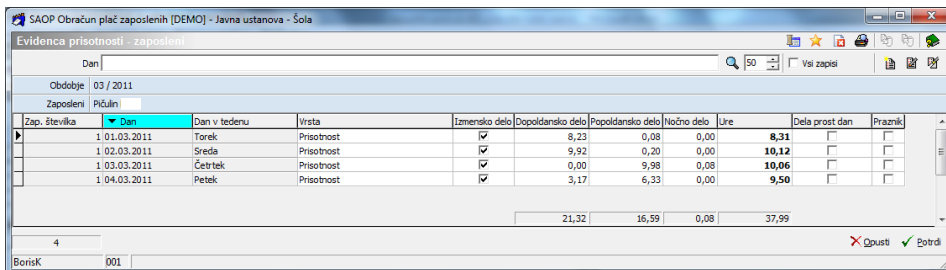 SAOP Obračun plač zaposlenih [DEMO] - Javna ustanova - Šola
Evidenca prisotnosti - zaposleni
Dan 50 Vsi zapisi
Obdobje 03 / 2011
Zaposleni Pičulin
Zap. številka Dan Dan v tedenu Vrsta Izmensko delo Dopoldansko delo Popoldansko delo Nočno delo Ure Dela prost dan Praznik
1 01.03.2011 Torek Prisotnost 8,23 0,08 0,00 8,31
1 02.03.2011 Sreda Prisotnost 9,92 0,20 0,00 10,12
1 03.03.2011 Četrtek Prisotnost 0,00 9,98 0,08 10,06
1 04.03.2011 Petek Prisotnost 3,17 6,33 0,00 9,50
21,32 16,59 0,08 37,99
4 Opusti Potrdi
BorisK 001